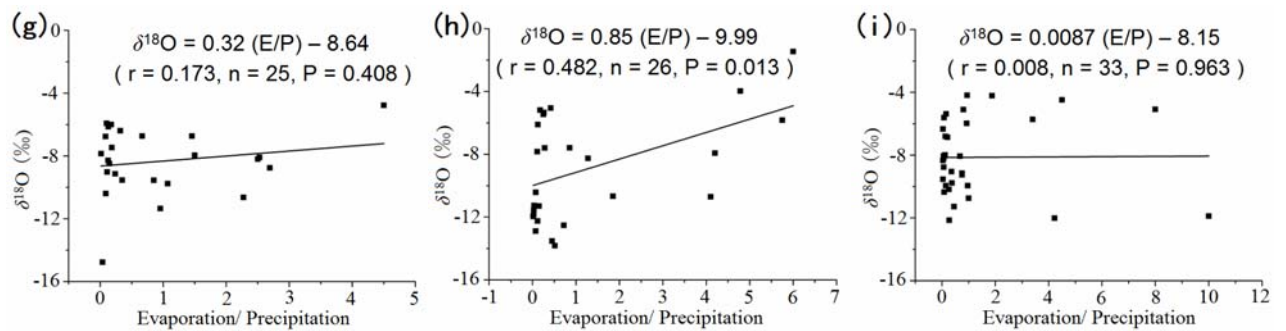 (g)
δ¹⁸O = 0.32 (E/P) – 8.64
( r = 0.173, n = 25, P = 0.408 )
0
-4
-8
-12
-16
δ¹⁸O (‰)
0 1 2 3 4 5
Evaporation/ Precipitation
(h)
δ¹⁸O = 0.85 (E/P) – 9.99
( r = 0.482, n = 26, P = 0.013 )
0
-4
-8
-12
-16
δ¹⁸O (‰)
-1 0 1 2 3 4 5 6 7
Evaporation/ Precipitation
(i)
δ¹⁸O = 0.0087 (E/P) – 8.15
( r = 0.008, n = 33, P = 0.963 )
0
-4
-8
-12
-16
δ¹⁸O (‰)
0 2 4 6 8 10 12
Evaporation/ Precipitation